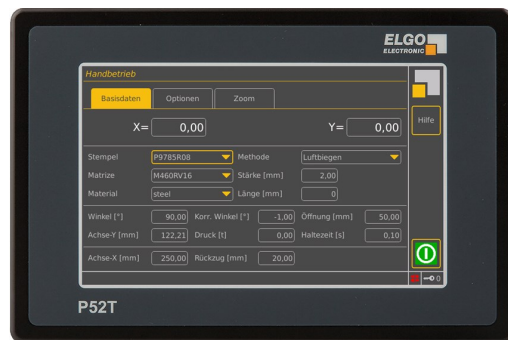 ELGO
ELECTRONIC
Handbetrieb
Basisdaten Optionen Zoom
X= 0,00 Y= 0,00
Hilfe
Stempel P9785R08 Methode Luftbiegen
Matrize M460RV16 Stärke [mm] 2,00
Material steel Länge [mm] 0
Winkel [°] 90,00 Korr. Winkel [°] -1,00 Öffnung [mm] 50,00
Achse-Y [mm] 122,21 Druck [t] 0,00 Haltezeit [s] 0,10
Achse-X [mm] 250,00 Rückzug [mm] 20,00
0
P52T